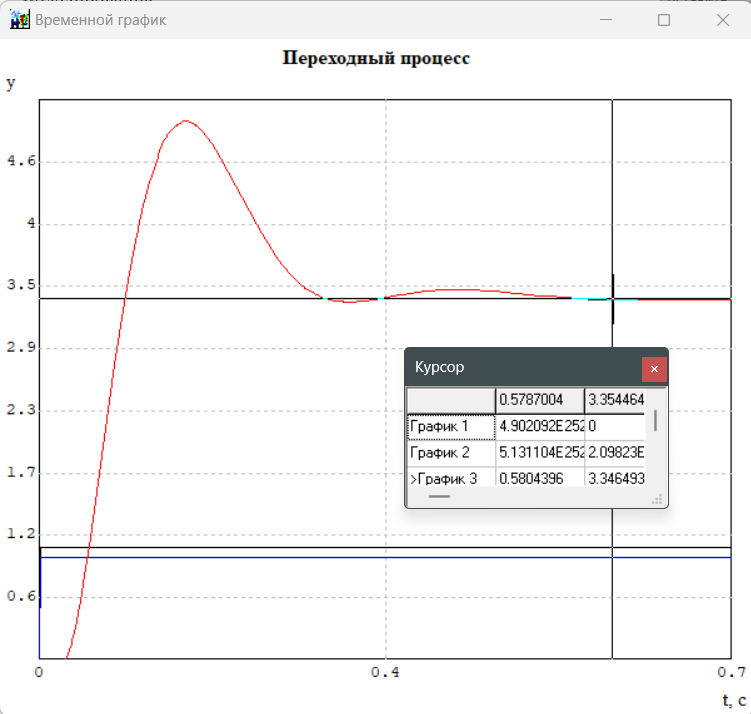 Временной график
Переходный процесс
y
4.6
4
3.5
2.9
2.3
1.7
1.2
0.6
0 0.4 0.7
t, c
Курсор
0.5787004 3.354464
График 1 4.902092E252 0
График 2 5.131104E252 2.09823E
>График 3 0.5804396 3.346493